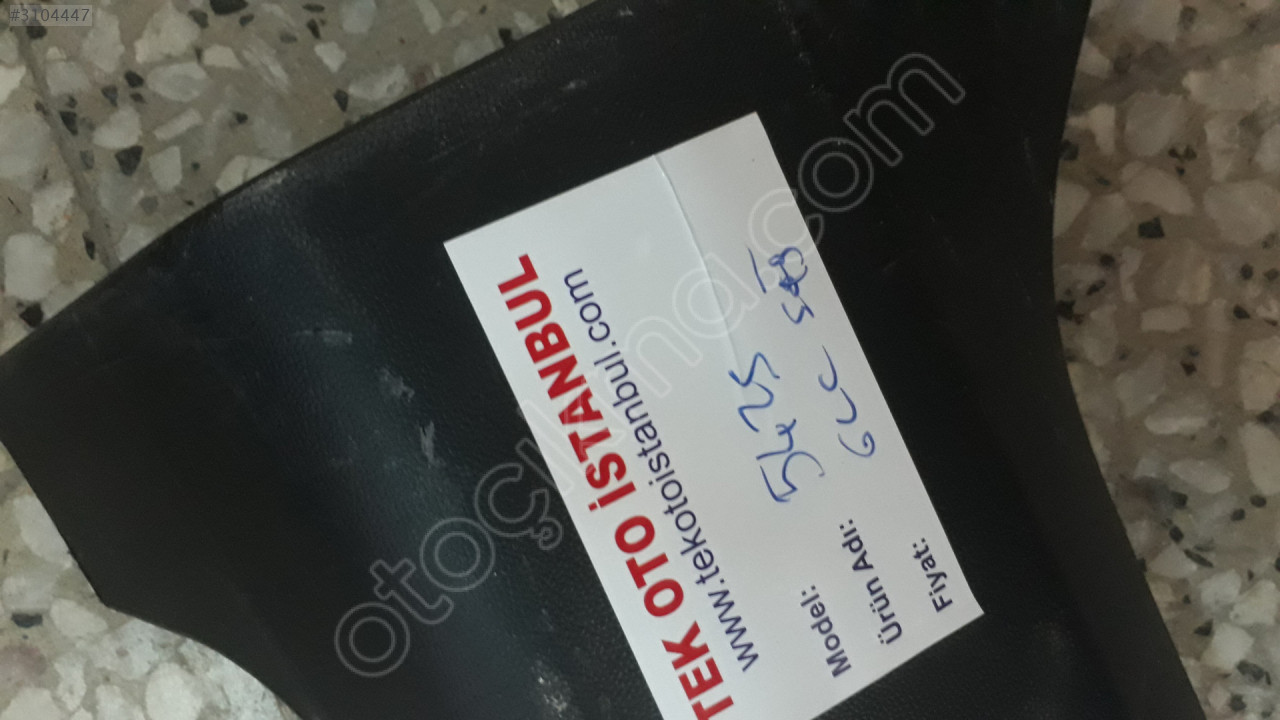 #3104447
TEK OTO İSTANBUL
www.tekotoistanbul.com
Model:
Ürün Adı:
Fiyat:
otoçıkma.com